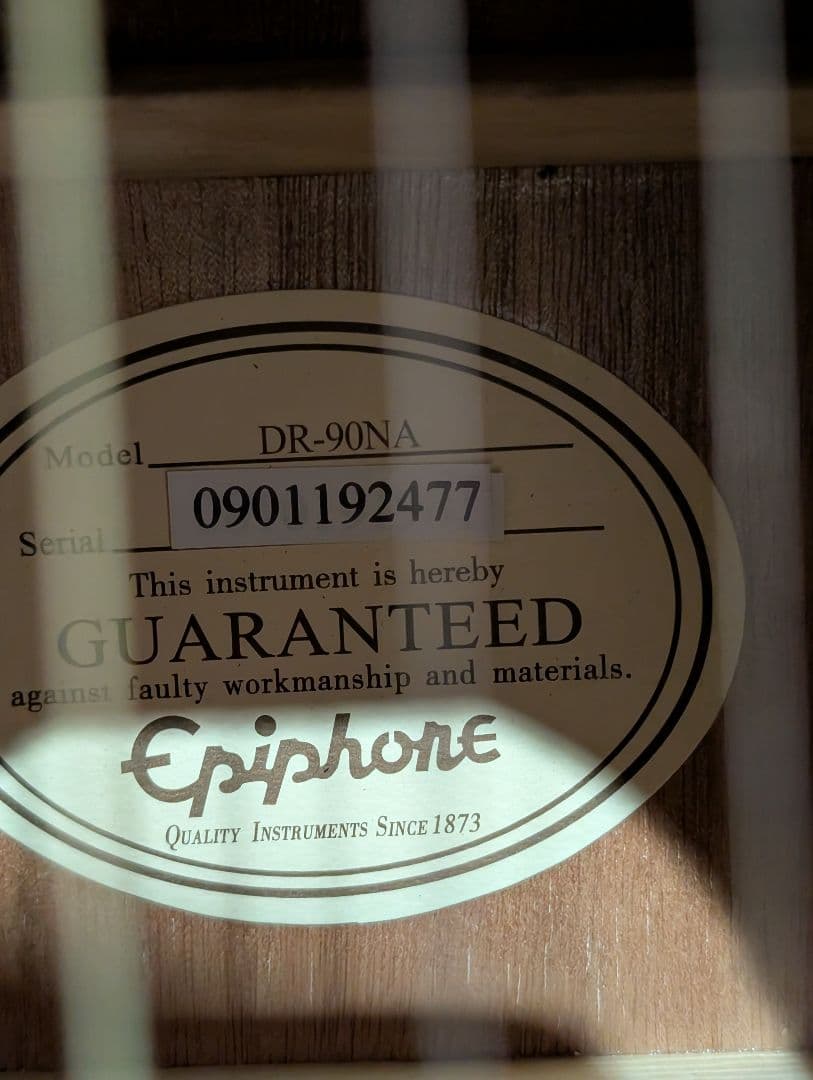 Model DR-90NA
0901192477
Serial
This instrument is hereby
GUARANTEED
against faulty workmanship and materials.
Epiphone
QUALITY INSTRUMENTS SINCE 1873